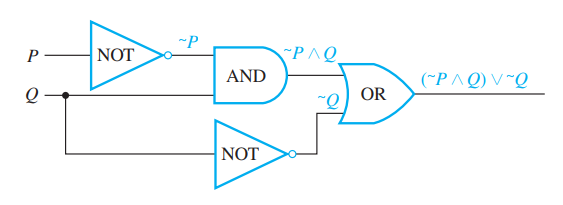 ~P
P
NOT
~P∧Q
AND
(~P∧Q)∨~Q
Q
~Q
OR
NOT